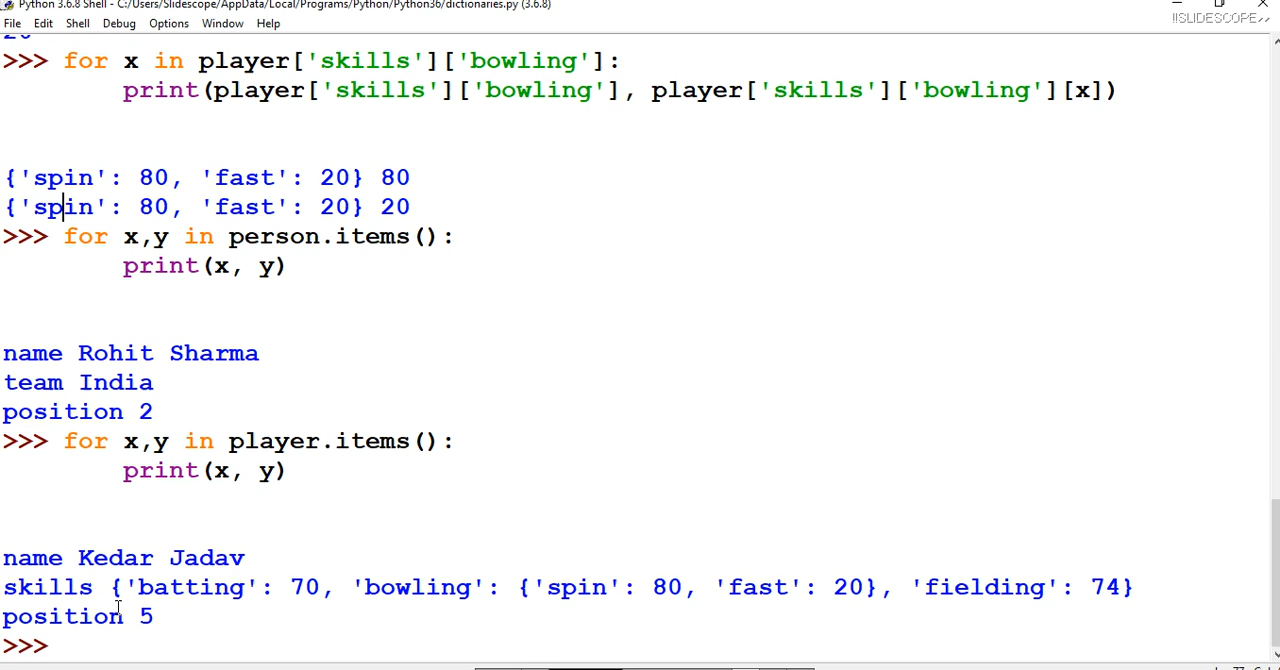 Python 3.6.8 Shell - C:/Users/Slidescope/AppData/Local/Programs/Python/Python36/dictionaries.py (3.6.8)
File Edit Shell Debug Options Window Help
!!SLIDESCOPE
20
>>> for x in player['skills']['bowling']:
print(player['skills']['bowling'], player['skills']['bowling'][x])
{'spin': 80, 'fast': 20} 80
{'spin': 80, 'fast': 20} 20
>>> for x,y in person.items():
print(x, y)
name Rohit Sharma
team India
position 2
>>> for x,y in player.items():
print(x, y)
name Kedar Jadav
skills {'batting': 70, 'bowling': {'spin': 80, 'fast': 20}, 'fielding': 74}
position 5
>>>